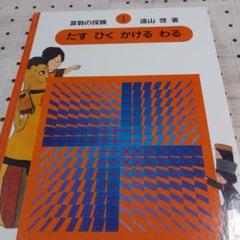 算数の探険 1 遠山 啓 著
たす ひく かける わる